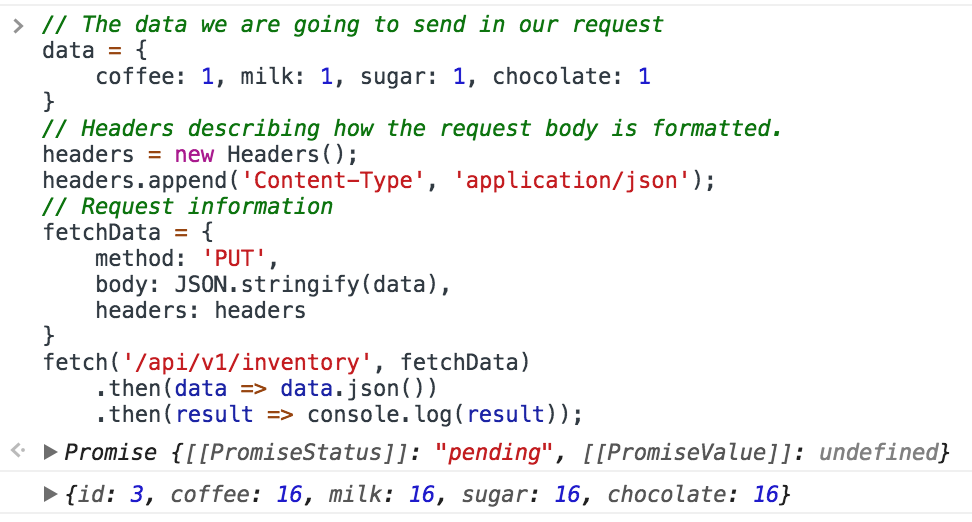 // The data we are going to send in our request
data = {
    coffee: 1, milk: 1, sugar: 1, chocolate: 1
}
// Headers describing how the request body is formatted.
headers = new Headers();
headers.append('Content-Type', 'application/json');
// Request information
fetchData = {
    method: 'PUT',
    body: JSON.stringify(data),
    headers: headers
}
fetch('/api/v1/inventory', fetchData)
    .then(data => data.json())
    .then(result => console.log(result));
Promise {[[PromiseStatus]]: "pending", [[PromiseValue]]: undefined}
{id: 3, coffee: 16, milk: 16, sugar: 16, chocolate: 16}